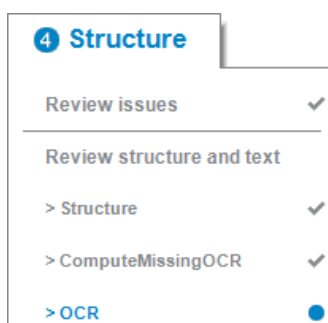 4 Structure
Review issues
Review structure and text
> Structure
> ComputeMissingOCR
> OCR